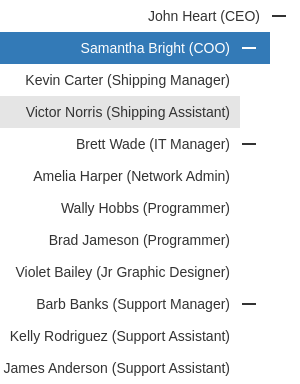 John Heart (CEO)
Samantha Bright (COO)
Kevin Carter (Shipping Manager)
Victor Norris (Shipping Assistant)
Brett Wade (IT Manager)
Amelia Harper (Network Admin)
Wally Hobbs (Programmer)
Brad Jameson (Programmer)
Violet Bailey (Jr Graphic Designer)
Barb Banks (Support Manager)
Kelly Rodriguez (Support Assistant)
James Anderson (Support Assistant)